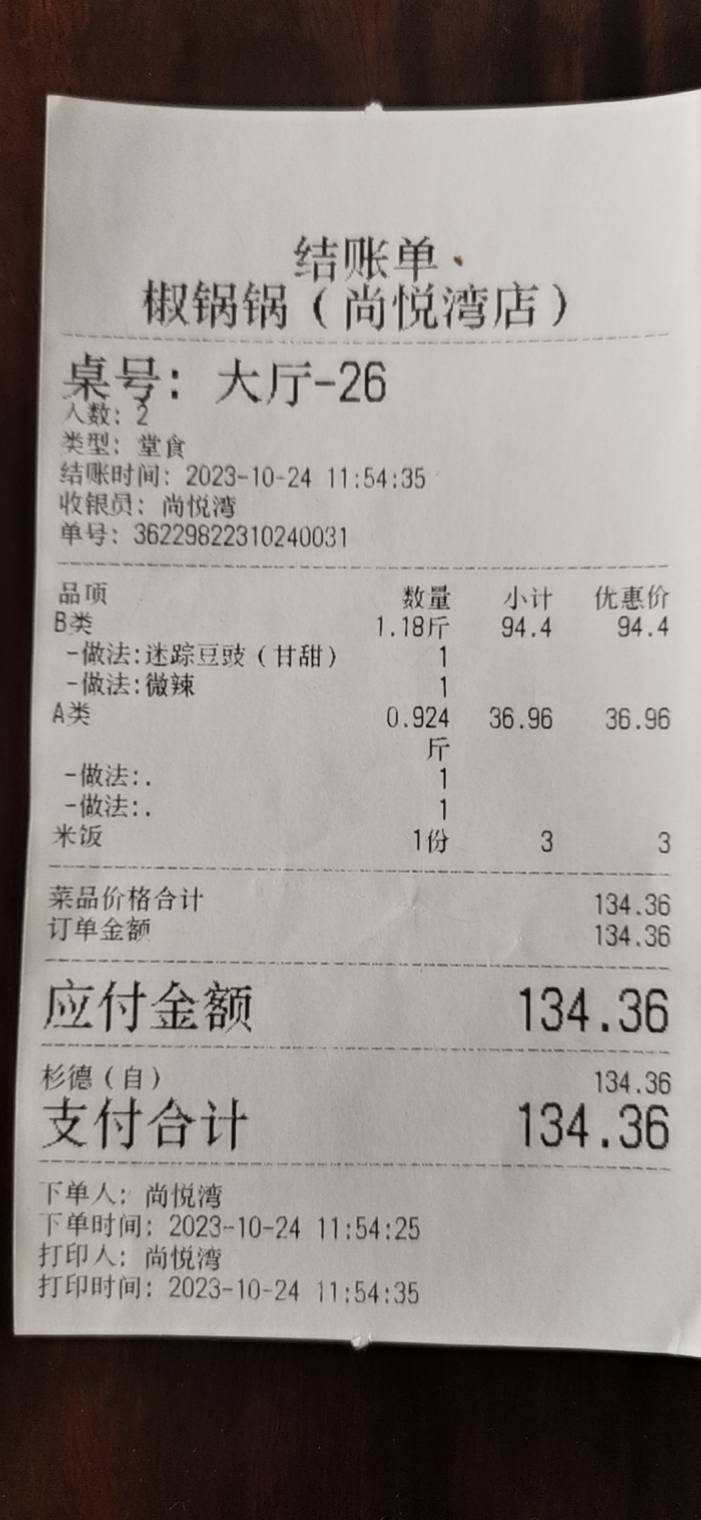 结账单、
椒锅锅（尚悦湾店）
桌号: 大厅-26
人数: 2
类型: 堂食
结账时间: 2023-10-24 11:54:35
收银员: 尚悦湾
单号: 36229822310240031
品项 数量 小计 优惠价
B类 1.18斤 94.4 94.4
-做法:迷踪豆豉（甘甜） 1
-做法:微辣 1
A类 0.924 36.96 36.96
斤
-做法:. 1
-做法:. 1
米饭 1份 3 3
菜品价格合计 134.36
订单金额 134.36
应付金额 134.36
杉德（自） 134.36
支付合计 134.36
下单人: 尚悦湾
下单时间: 2023-10-24 11:54:25
打印人: 尚悦湾
打印时间: 2023-10-24 11:54:35